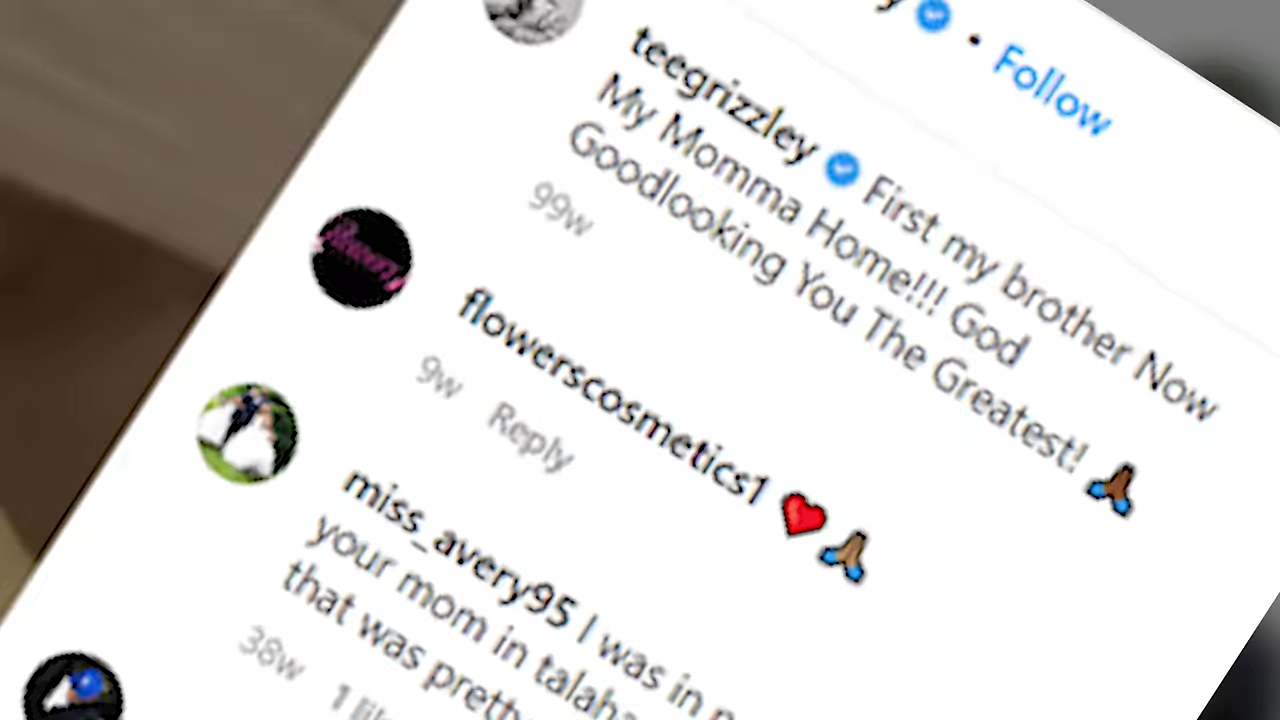 y • Follow
teegrizzley First my brother Now
My Momma Home!!! God
Goodlooking You The Greatest! 🙏🏾
99w
flowerscosmetics1 ❤️🙏🏽
9w Reply
miss_avery95 I was in
your mom in
that was pretty
38w 1